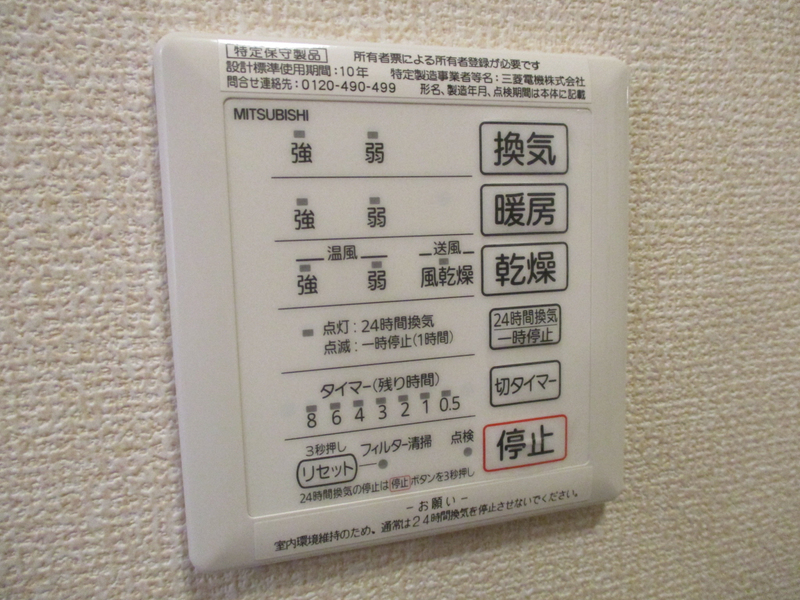 特定保守製品 所有者票による所有者登録が必要です
設計標準使用期間:10年 特定製造事業者等名:三菱電機株式会社
問合せ連絡先:0120-490-499 形名、製造年月、点検期間は本体に記載
MITSUBISHI
強 弱 換気
強 弱 暖房
温風 送風
強 弱 風乾燥 乾燥
点灯:24時間換気
点滅:一時停止(1時間)
24時間換気
一時停止
タイマー(残り時間)
8 6 4 3 2 1 0.5
切タイマー
3秒押し フィルター清掃 点検
リセット
停止
24時間換気の停止は停止ボタンを3秒押し
-お願い-
室内環境維持のため、通常は24時間換気を停止させないでください。